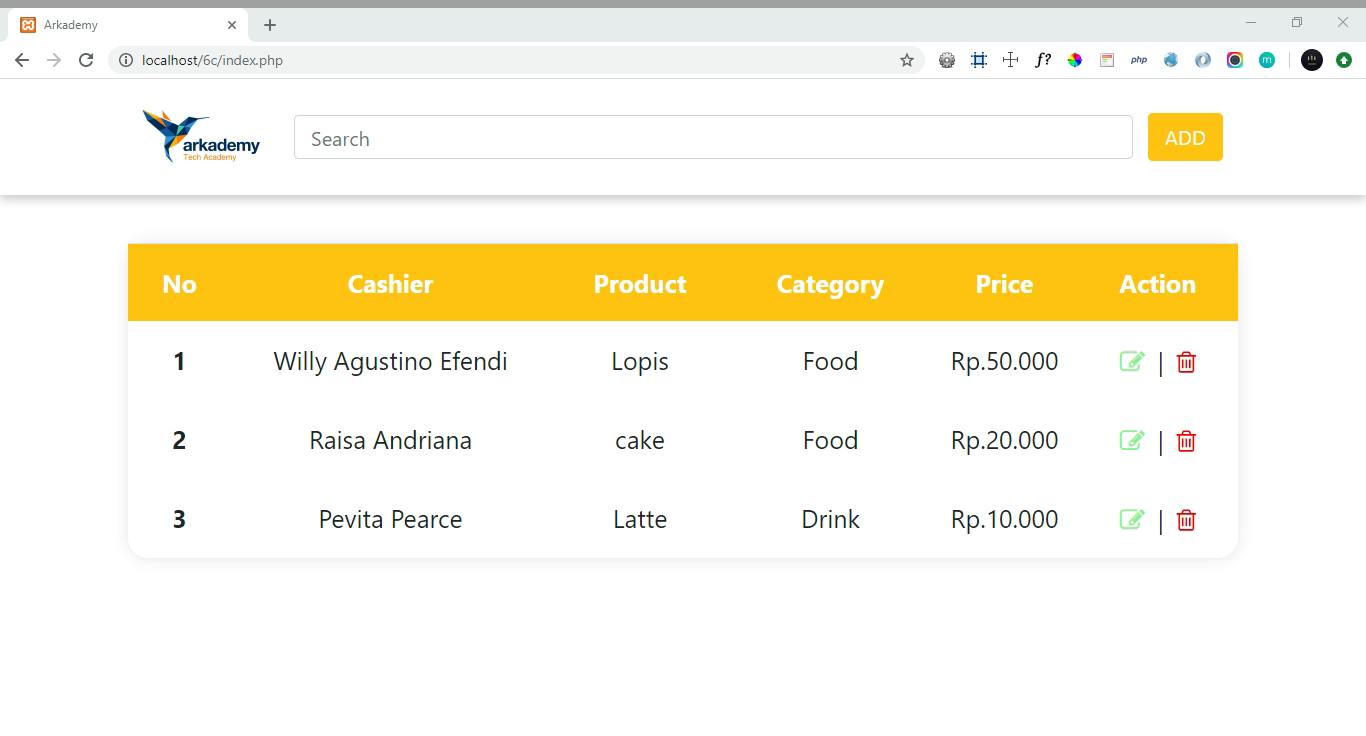 Arkademy
localhost/6c/index.php
f?
php
m
arkademy
Tech Academy
Search
ADD
No Cashier Product Category Price Action
1 Willy Agustino Efendi Lopis Food Rp.50.000 |
2 Raisa Andriana cake Food Rp.20.000 |
3 Pevita Pearce Latte Drink Rp.10.000 |